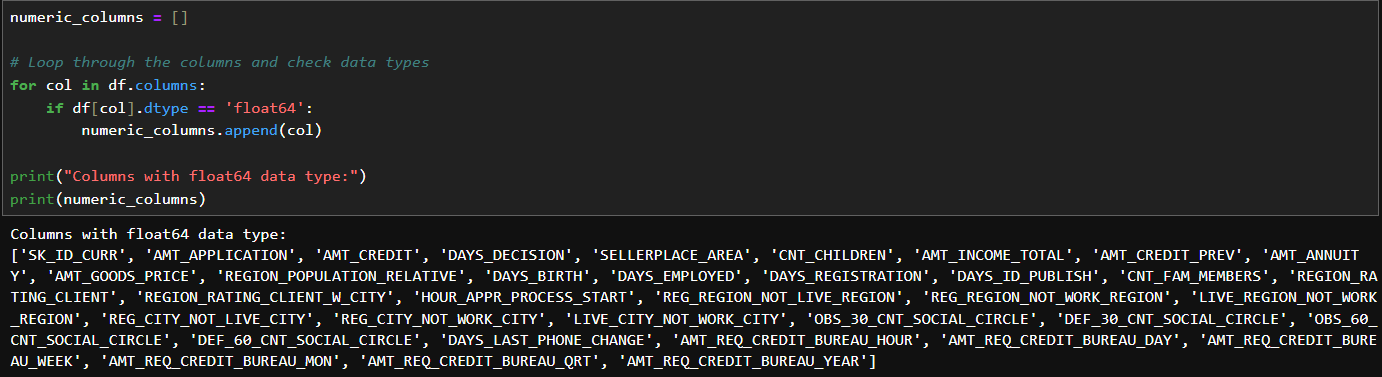 numeric_columns = []
# Loop through the columns and check data types
for col in df.columns:
    if df[col].dtype == 'float64':
        numeric_columns.append(col)
print("Columns with float64 data type:")
print(numeric_columns)
Columns with float64 data type:
['SK_ID_CURR', 'AMT_APPLICATION', 'AMT_CREDIT', 'DAYS_DECISION', 'SELLERPLACE_AREA', 'CNT_CHILDREN', 'AMT_INCOME_TOTAL', 'AMT_CREDIT_PREV', 'AMT_ANNUIT
Y', 'AMT_GOODS_PRICE', 'REGION_POPULATION_RELATIVE', 'DAYS_BIRTH', 'DAYS_EMPLOYED', 'DAYS_REGISTRATION', 'DAYS_ID_PUBLISH', 'CNT_FAM_MEMBERS', 'REGION_RA
TING_CLIENT', 'REGION_RATING_CLIENT_W_CITY', 'HOUR_APPR_PROCESS_START', 'REG_REGION_NOT_LIVE_REGION', 'REG_REGION_NOT_WORK_REGION', 'LIVE_REGION_NOT_WORK
_REGION', 'REG_CITY_NOT_LIVE_CITY', 'REG_CITY_NOT_WORK_CITY', 'LIVE_CITY_NOT_WORK_CITY', 'OBS_30_CNT_SOCIAL_CIRCLE', 'DEF_30_CNT_SOCIAL_CIRCLE', 'OBS_60_
CNT_SOCIAL_CIRCLE', 'DEF_60_CNT_SOCIAL_CIRCLE', 'DAYS_LAST_PHONE_CHANGE', 'AMT_REQ_CREDIT_BUREAU_HOUR', 'AMT_REQ_CREDIT_BUREAU_DAY', 'AMT_REQ_CREDIT_BURE
AU_WEEK', 'AMT_REQ_CREDIT_BUREAU_MON', 'AMT_REQ_CREDIT_BUREAU_QRT', 'AMT_REQ_CREDIT_BUREAU_YEAR']